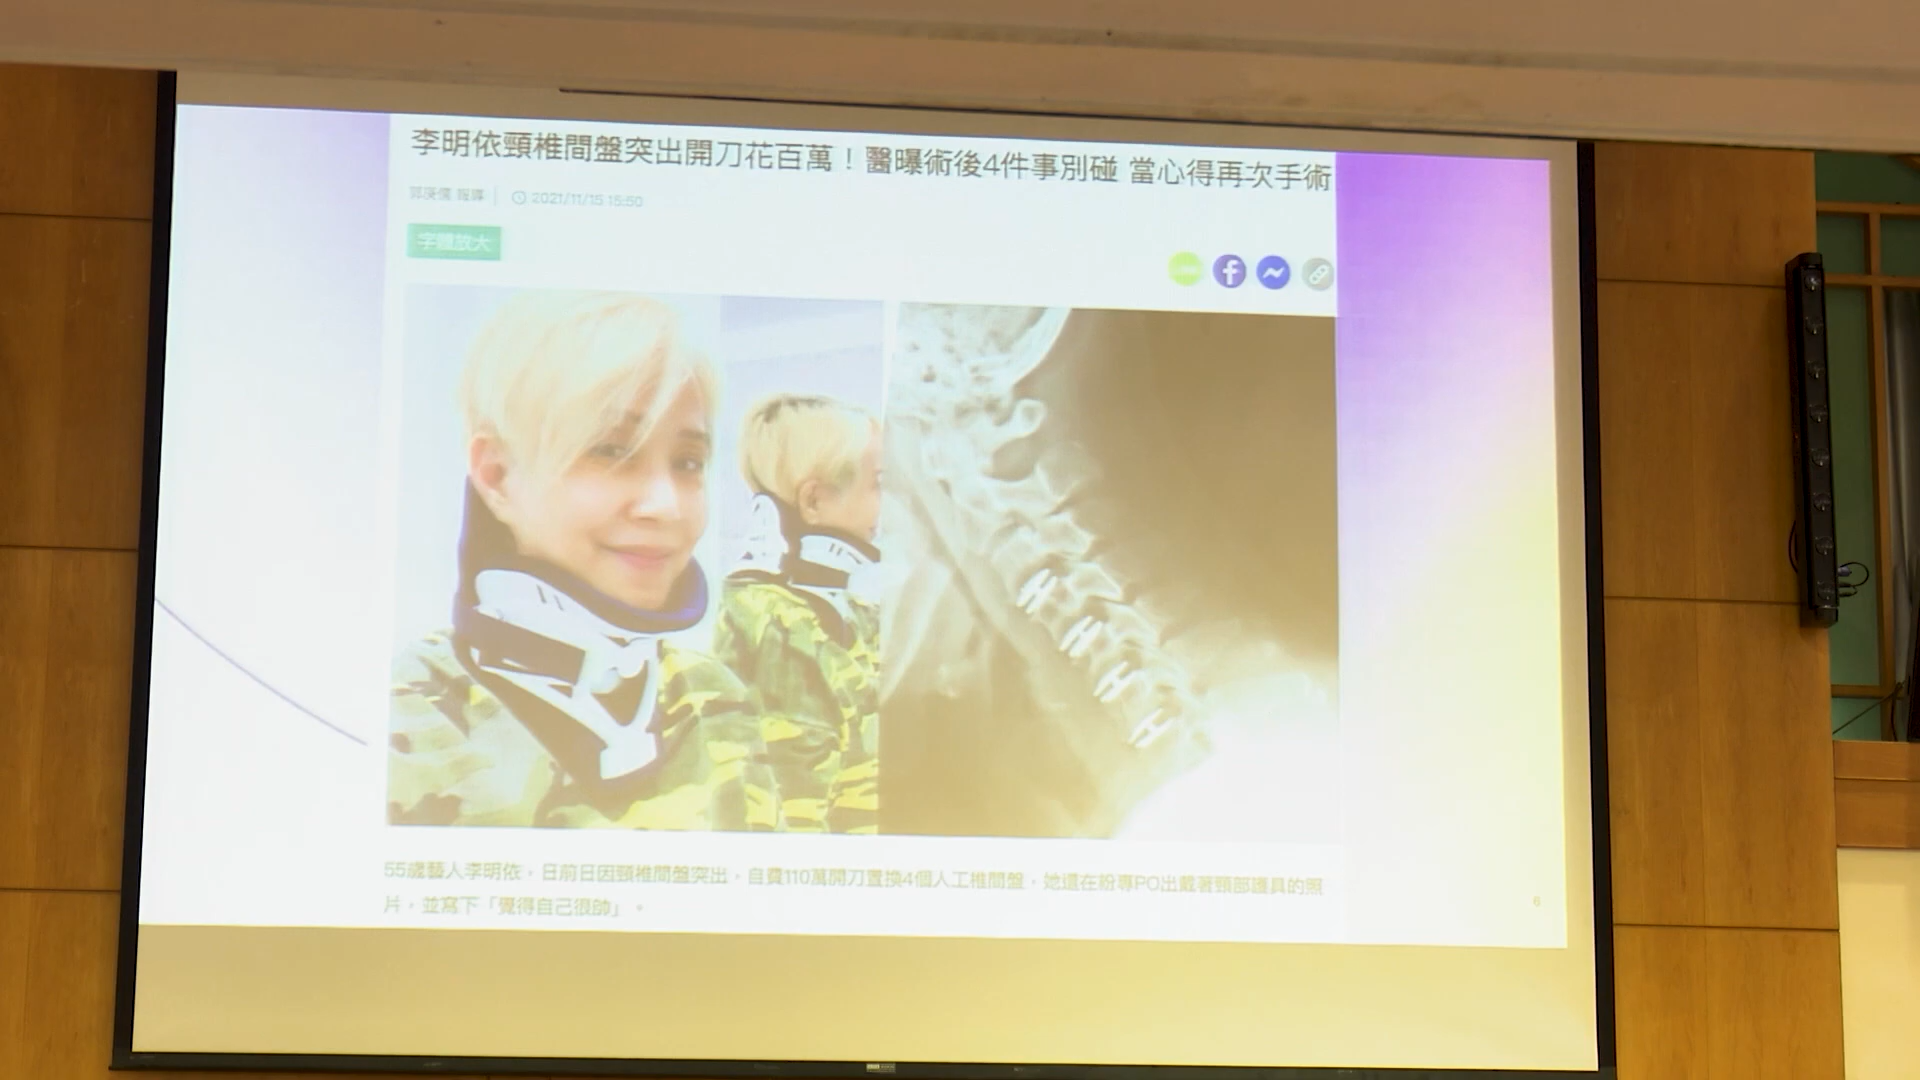 李明依頸椎間盤突出開刀花百萬！醫曝術後4件事別碰 當心得再次手術
報導 | 2021/11/15 15:50
字體放大
55歲藝人李明依，日前日因頸椎間盤突出，自費110萬開刀置換4個人工椎間盤，她還在粉專PO出戴著頸部護具的照
片，並寫下「覺得自己很帥」。
6